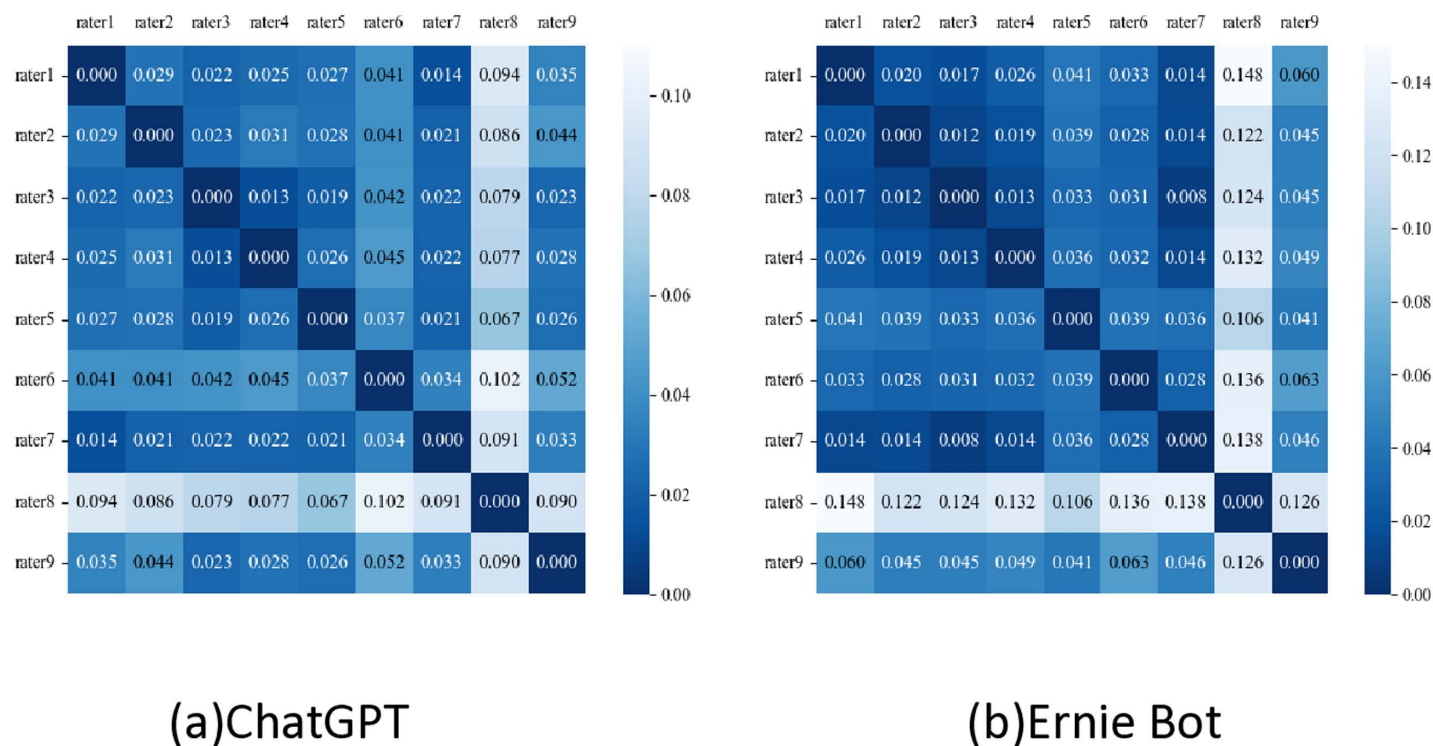 rater1 rater2 rater3 rater4 rater5 rater6 rater7 rater8 rater9
rater1 0.000 0.029 0.022 0.025 0.027 0.041 0.014 0.094 0.035
rater2 0.029 0.000 0.023 0.031 0.028 0.041 0.021 0.086 0.044
rater3 0.022 0.023 0.000 0.013 0.019 0.042 0.022 0.079 0.023
rater4 0.025 0.031 0.013 0.000 0.026 0.045 0.022 0.077 0.028
rater5 0.027 0.028 0.019 0.026 0.000 0.037 0.021 0.067 0.026
rater6 0.041 0.041 0.042 0.045 0.037 0.000 0.034 0.102 0.052
rater7 0.014 0.021 0.022 0.022 0.021 0.034 0.000 0.091 0.033
rater8 0.094 0.086 0.079 0.077 0.067 0.102 0.091 0.000 0.090
rater9 0.035 0.044 0.023 0.028 0.026 0.052 0.033 0.090 0.000
0.10
0.08
0.06
0.04
0.02
0.00
(a)ChatGPT
rater1 rater2 rater3 rater4 rater5 rater6 rater7 rater8 rater9
rater1 0.000 0.020 0.017 0.026 0.041 0.033 0.014 0.148 0.060
rater2 0.020 0.000 0.012 0.019 0.039 0.028 0.014 0.122 0.045
rater3 0.017 0.012 0.000 0.013 0.033 0.031 0.008 0.124 0.045
rater4 0.026 0.019 0.013 0.000 0.036 0.032 0.014 0.132 0.049
rater5 0.041 0.039 0.033 0.036 0.000 0.039 0.036 0.106 0.041
rater6 0.033 0.028 0.031 0.032 0.039 0.000 0.028 0.136 0.063
rater7 0.014 0.014 0.008 0.014 0.036 0.028 0.000 0.138 0.046
rater8 0.148 0.122 0.124 0.132 0.106 0.136 0.138 0.000 0.126
rater9 0.060 0.045 0.045 0.049 0.041 0.063 0.046 0.126 0.000
0.14
0.12
0.10
0.08
0.06
0.04
0.02
0.00
(b)Ernie Bot